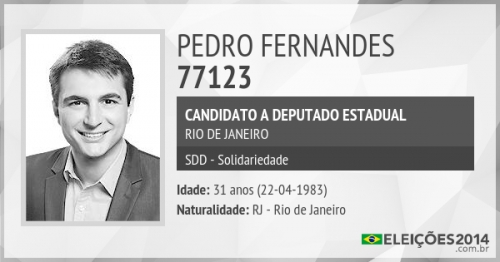 PEDRO FERNANDES
77123
CANDIDATO A DEPUTADO ESTADUAL
RIO DE JANEIRO
SDD - Solidariedade
Idade: 31 anos (22-04-1983)
Naturalidade: RJ - Rio de Janeiro
ELEIÇÕES2014
.com.br